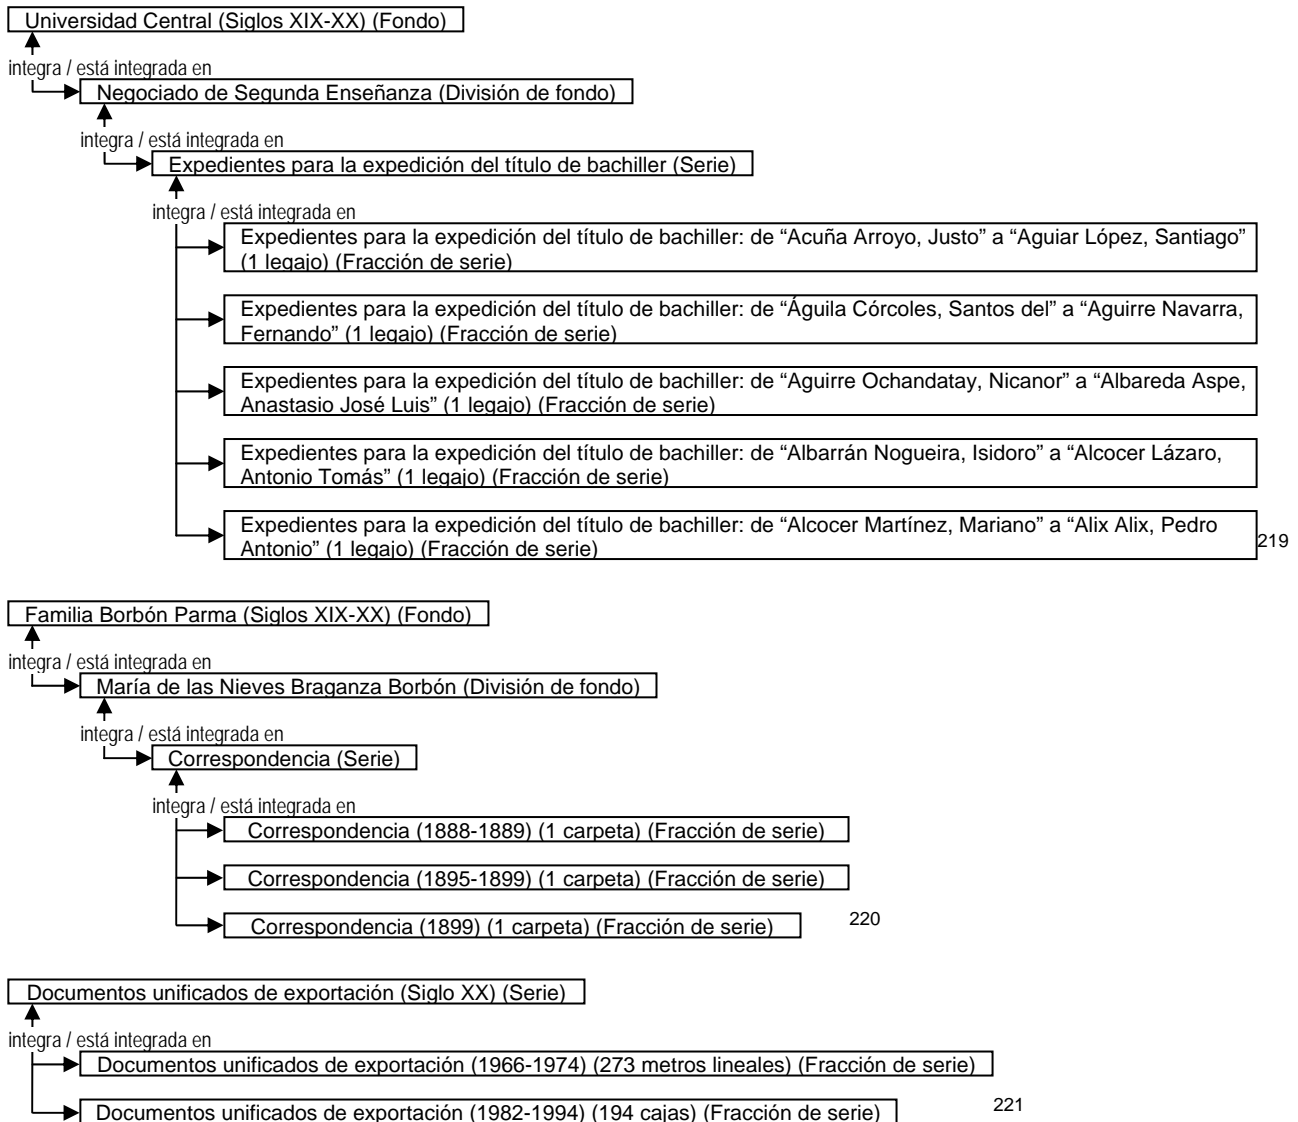 Universidad Central (Siglos XIX-XX) (Fondo)
integra / está integrada en
Negociado de Segunda Enseñanza (División de fondo)
integra / está integrada en
Expedientes para la expedición del título de bachiller (Serie)
integra / está integrada en
Expedientes para la expedición del título de bachiller: de “Acuña Arroyo, Justo” a “Aguiar López, Santiago”
(1 legajo) (Fracción de serie)
Expedientes para la expedición del título de bachiller: de “Águila Córcoles, Santos del” a “Aguirre Navarra,
Fernando” (1 legajo) (Fracción de serie)
Expedientes para la expedición del título de bachiller: de “Aguirre Ochandatay, Nicanor” a “Albareda Aspe,
Anastasio José Luis” (1 legajo) (Fracción de serie)
Expedientes para la expedición del título de bachiller: de “Albarrán Nogueira, Isidoro” a “Alcocer Lázaro,
Antonio Tomás” (1 legajo) (Fracción de serie)
Expedientes para la expedición del título de bachiller: de “Alcocer Martínez, Mariano” a “Alix Alix, Pedro
Antonio” (1 legajo) (Fracción de serie)
219
Familia Borbón Parma (Siglos XIX-XX) (Fondo)
integra / está integrada en
María de las Nieves Braganza Borbón (División de fondo)
integra / está integrada en
Correspondencia (Serie)
integra / está integrada en
Correspondencia (1888-1889) (1 carpeta) (Fracción de serie)
Correspondencia (1895-1899) (1 carpeta) (Fracción de serie)
Correspondencia (1899) (1 carpeta) (Fracción de serie)
220
Documentos unificados de exportación (Siglo XX) (Serie)
integra / está integrada en
Documentos unificados de exportación (1966-1974) (273 metros lineales) (Fracción de serie)
Documentos unificados de exportación (1982-1994) (194 cajas) (Fracción de serie)
221